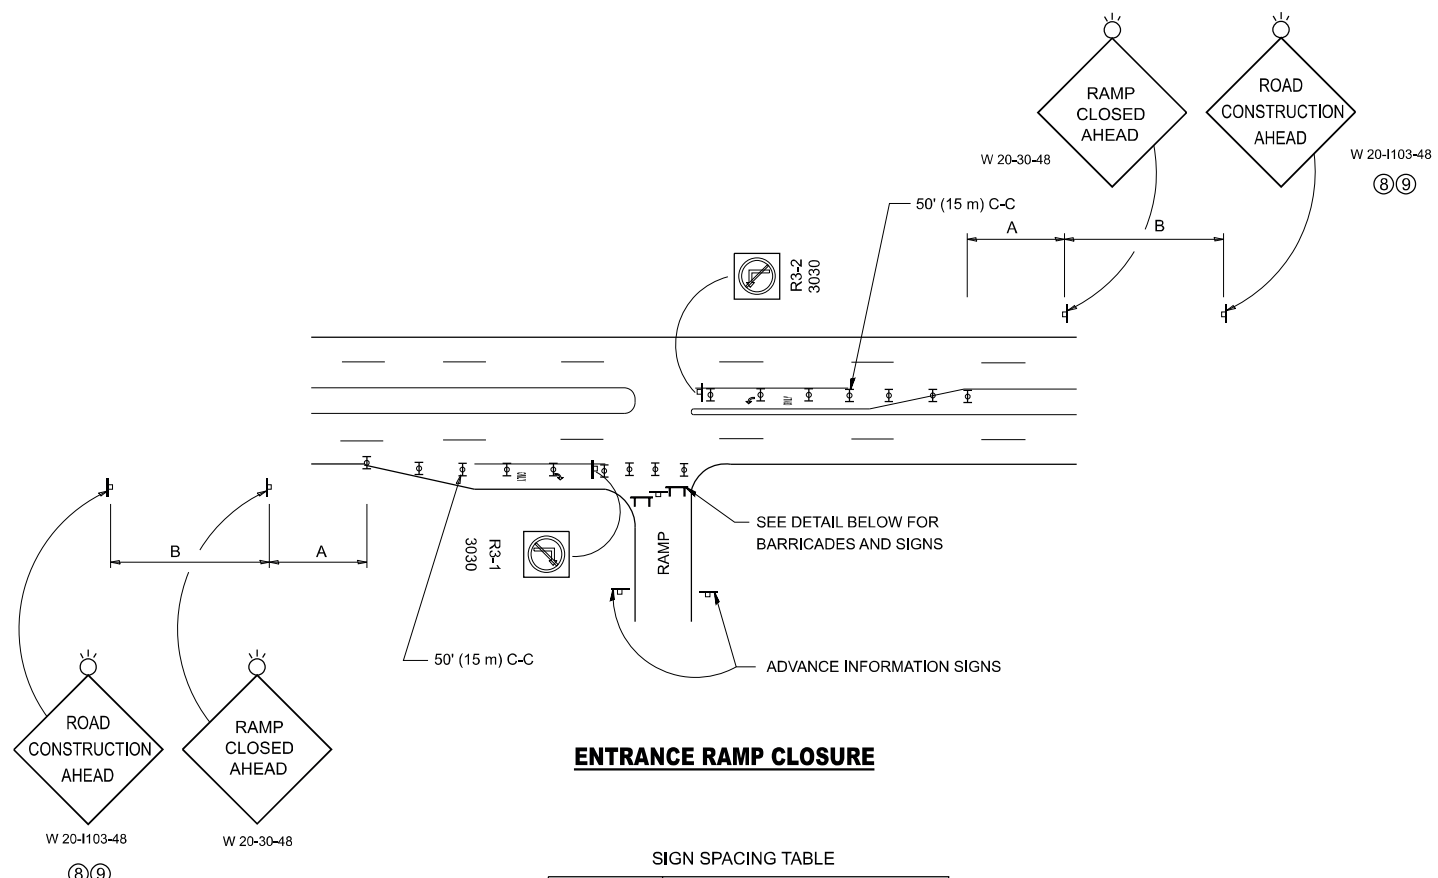 RAMP
CLOSED
AHEAD
W 20-30-48
ROAD
CONSTRUCTION
AHEAD
W 20-I103-48
⑧⑨
50' (15 m) C-C
A
B
R3-2
3030
ONLY
ONLY
SEE DETAIL BELOW FOR
BARRICADES AND SIGNS
RAMP
R3-1
3030
B
A
50' (15 m) C-C
ADVANCE INFORMATION SIGNS
ROAD
CONSTRUCTION
AHEAD
W 20-I103-48
⑧⑨
RAMP
CLOSED
AHEAD
W 20-30-48
ENTRANCE RAMP CLOSURE
SIGN SPACING TABLE